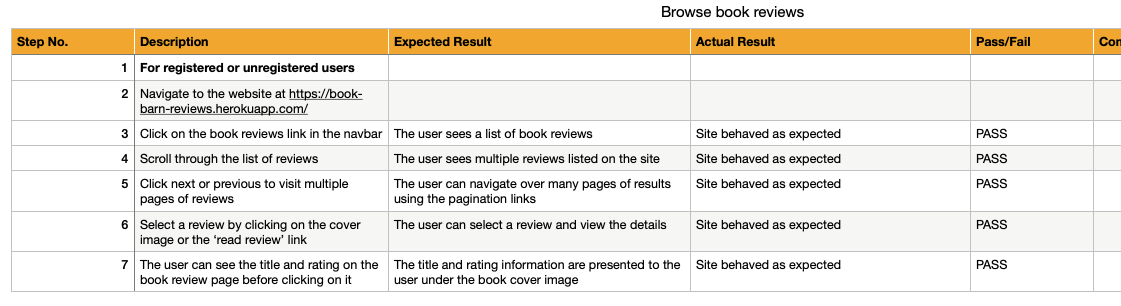 Browse book reviews
Step No. Description Expected Result Actual Result Pass/Fail
1 For registered or unregistered users
2 Navigate to the website at https://book-
barn-reviews.herokuapp.com/
3 Click on the book reviews link in the navbar The user sees a list of book reviews Site behaved as expected PASS
4 Scroll through the list of reviews The user sees multiple reviews listed on the site Site behaved as expected PASS
5 Click next or previous to visit multiple The user can navigate over many pages of results Site behaved as expected PASS
pages of reviews using the pagination links
6 Select a review by clicking on the cover The user can select a review and view the details Site behaved as expected PASS
image or the ‘read review’ link
7 The user can see the title and rating on the The title and rating information are presented to the Site behaved as expected PASS
book review page before clicking on it user under the book cover image